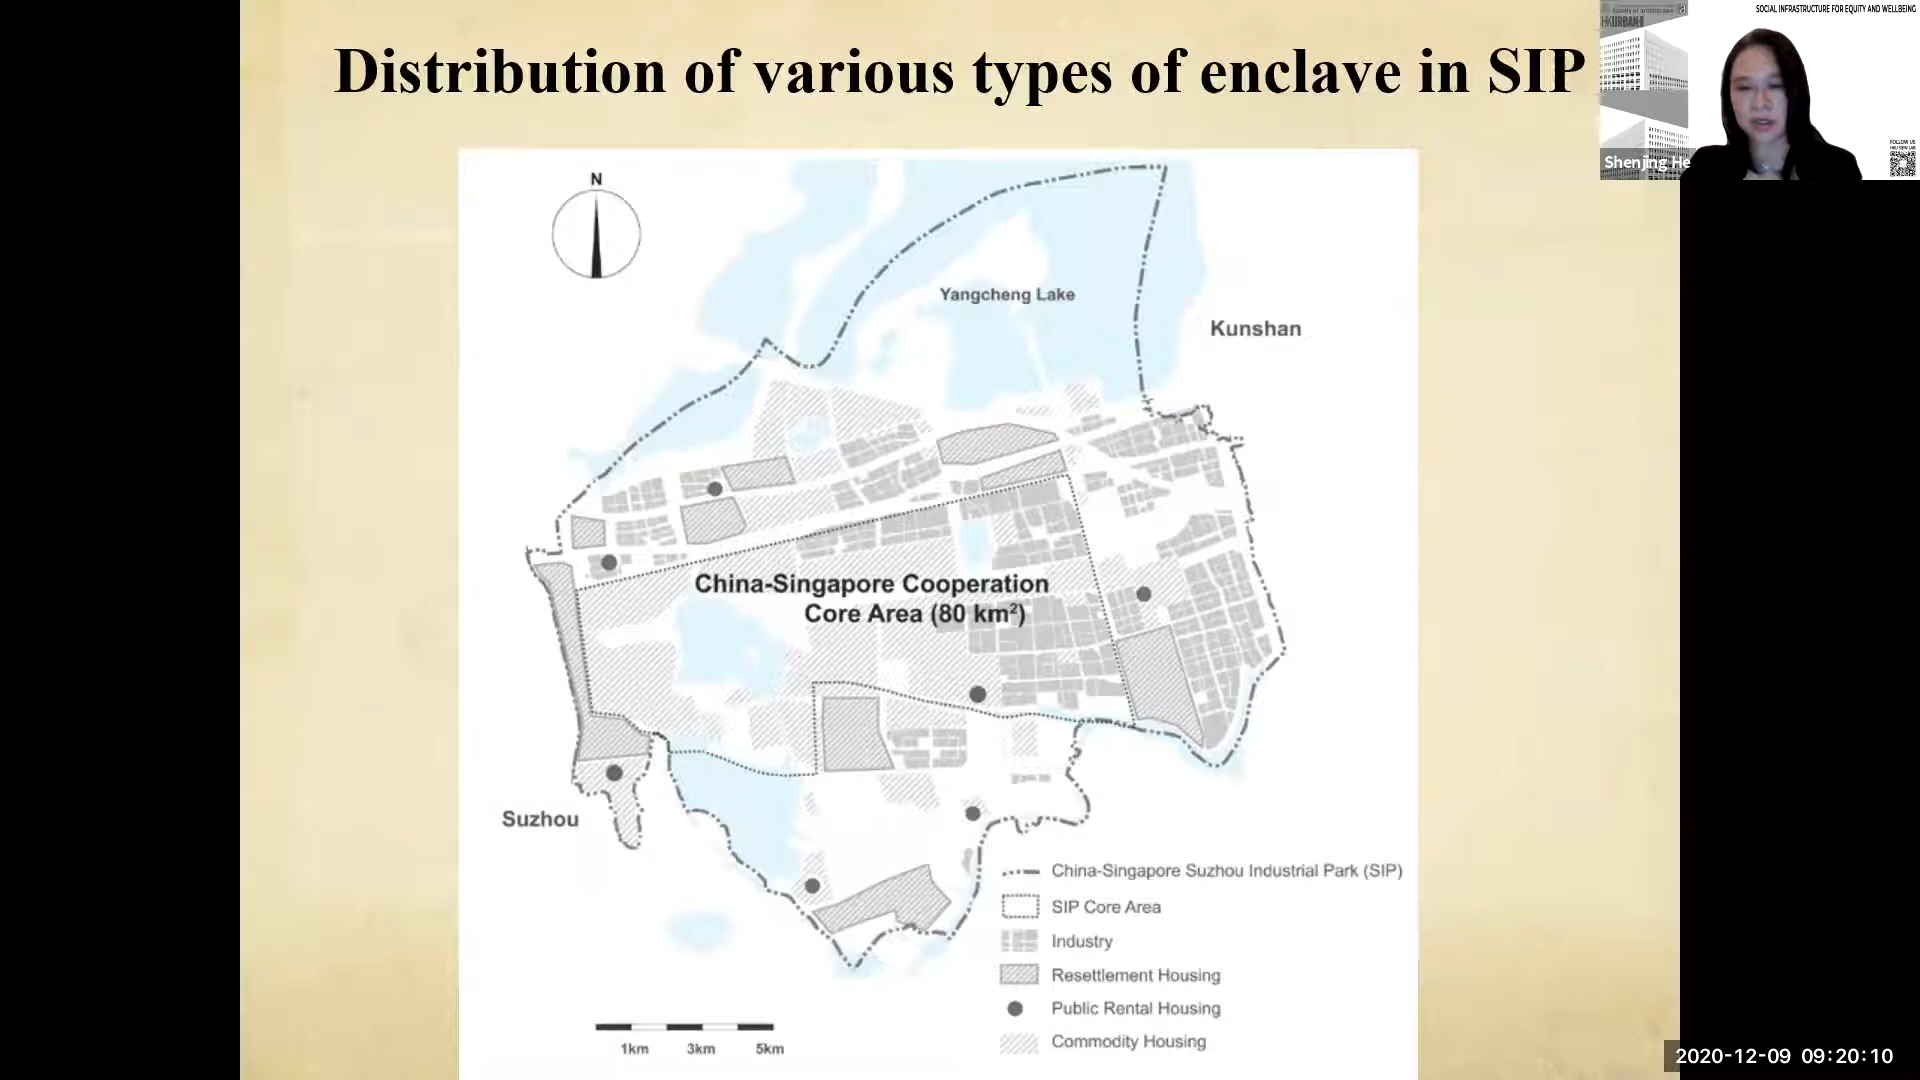 Distribution of various types of enclave in SIP
SOCIAL INFRASTRUCTURE FOR EQUITY AND WELLBEING
Shenjing He
FOLLOW US
N
Yangcheng Lake
Kunshan
China-Singapore Cooperation
Core Area (80 km²)
Suzhou
China-Singapore Suzhou Industrial Park (SIP)
SIP Core Area
Industry
Resettlement Housing
Public Rental Housing
Commodity Housing
1km 3km 5km
2020-12-09 09:20:10